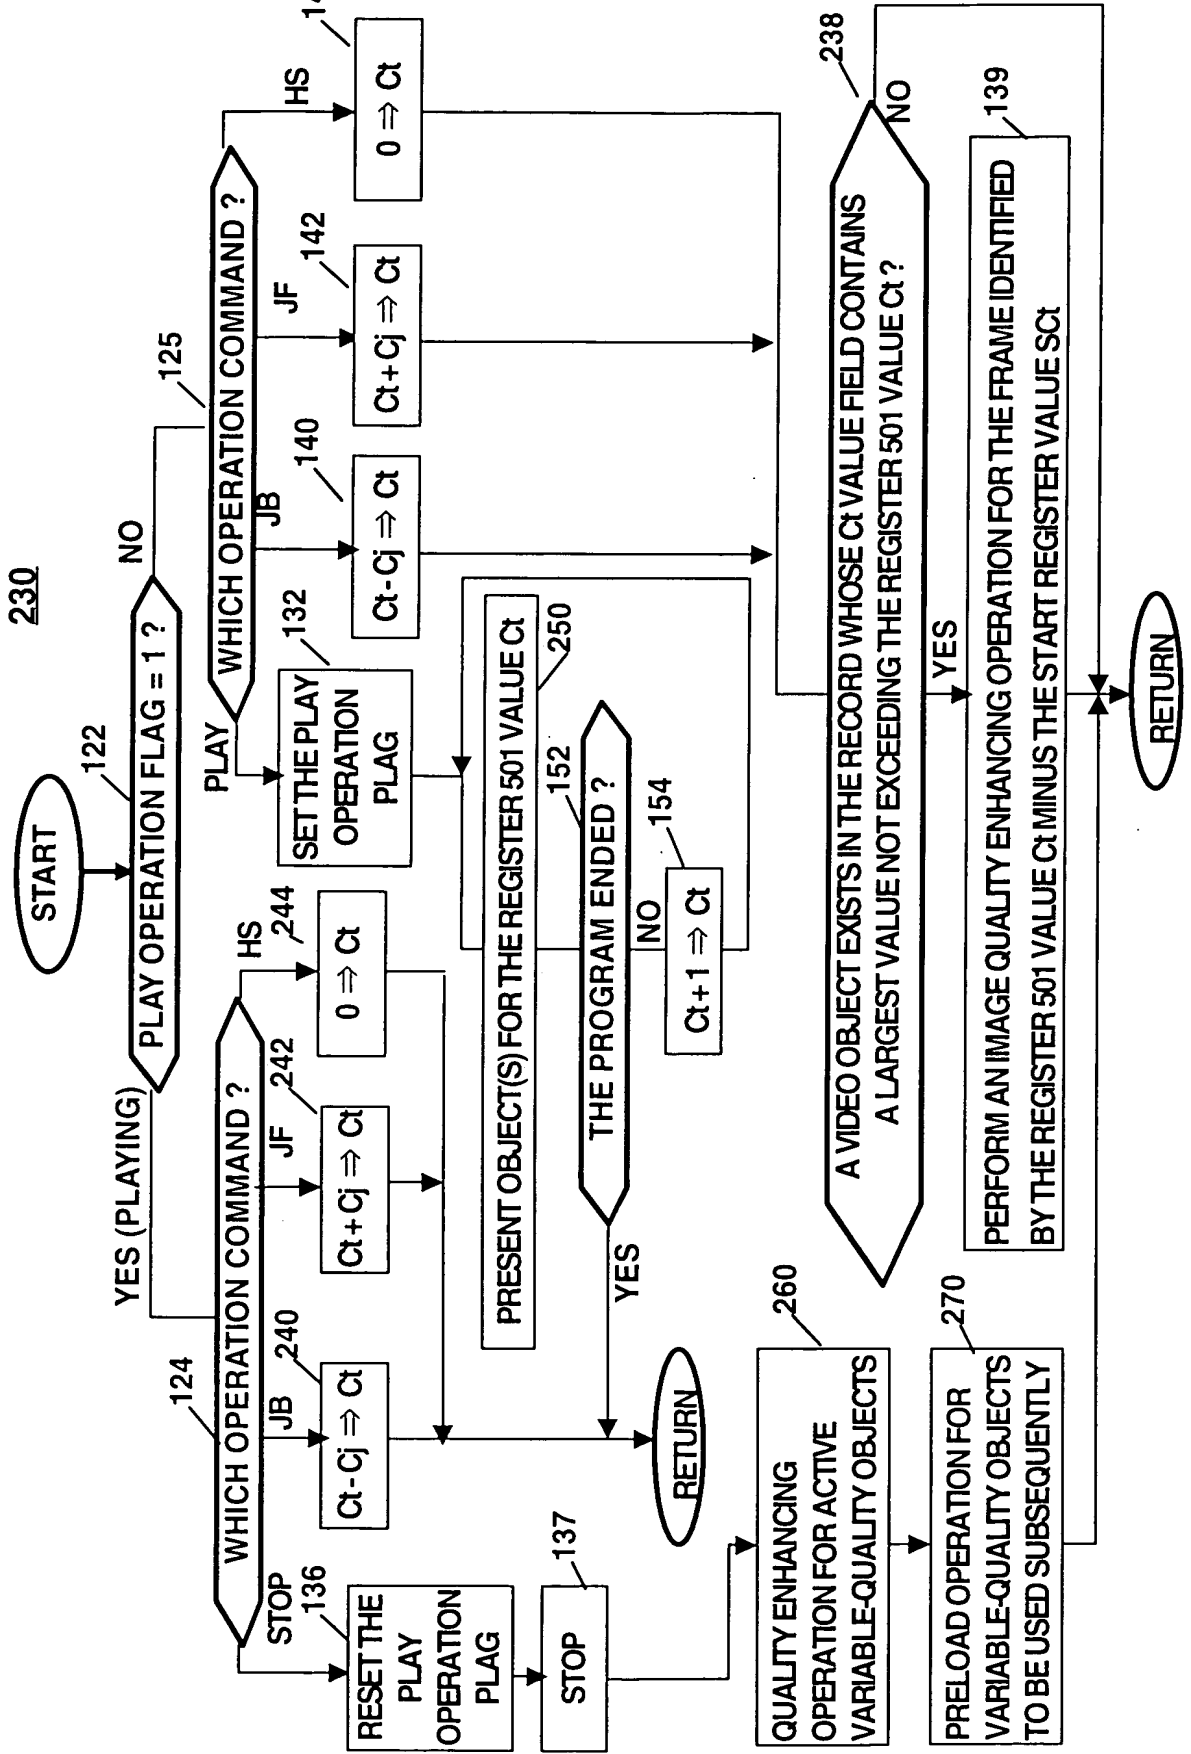 230
START
122
PLAY OPERATION FLAG = 1 ?
YES (PLAYING)
NO
124
WHICH OPERATION COMMAND ?
125
WHICH OPERATION COMMAND ?
STOP
JB
JF
HS
PLAY
JB
JF
HS
136
RESET THE
PLAY
OPERATION
PLAG
240
Ct - Cj ⇒ Ct
242
Ct + Cj ⇒ Ct
244
0 ⇒ Ct
132
SET THE PLAY
OPERATION
PLAG
140
Ct - Cj ⇒ Ct
142
Ct + Cj ⇒ Ct
0 ⇒ Ct
137
STOP
PRESENT OBJECT(S) FOR THE REGISTER 501 VALUE Ct
250
152
THE PROGRAM ENDED ?
YES
NO
154
Ct + 1 ⇒ Ct
RETURN
260
QUALITY ENHANCING
OPERATION FOR ACTIVE
VARIABLE-QUALITY OBJECTS
270
PRELOAD OPERATION FOR
VARIABLE-QUALITY OBJECTS
TO BE USED SUBSEQUENTLY
238
A VIDEO OBJECT EXISTS IN THE RECORD WHOSE Ct VALUE FIELD CONTAINS
A LARGEST VALUE NOT EXCEEDING THE REGISTER 501 VALUE Ct ?
YES
NO
139
PERFORM AN IMAGE QUALITY ENHANCING OPERATION FOR THE FRAME IDENTIFIED
BY THE REGISTER 501 VALUE Ct MINUS THE START REGISTER VALUE SCt
RETURN